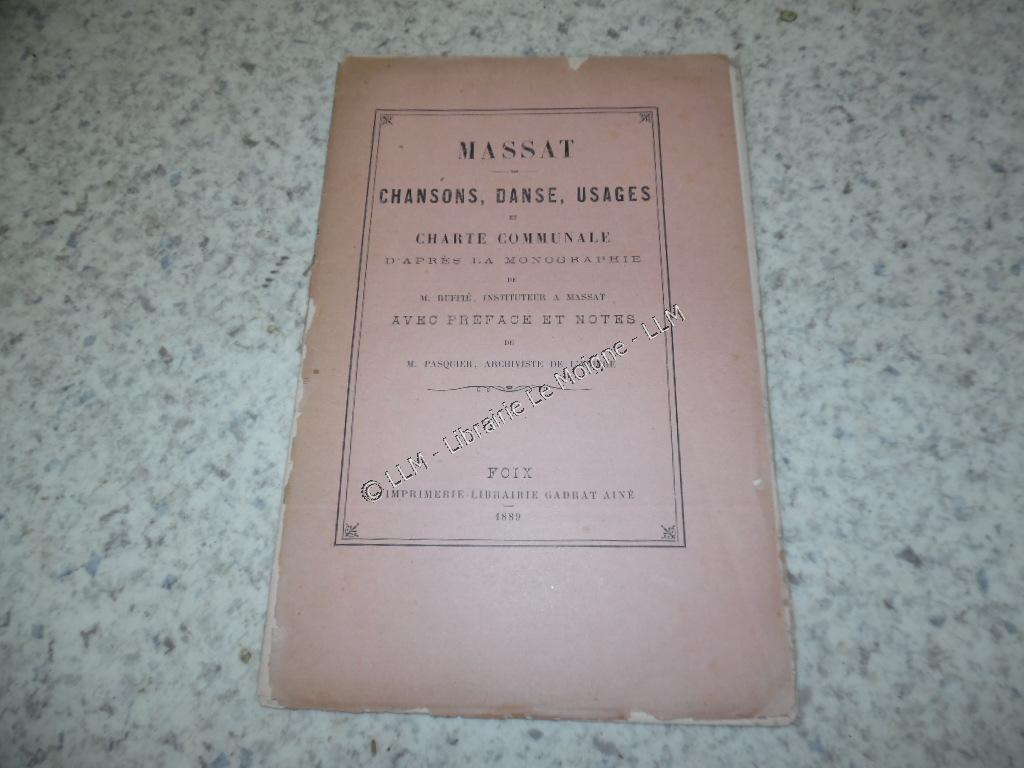 MASSAT
CHANSONS, DANSE, USAGES
ET
CHARTE COMMUNALE
D'APRÈS LA MONOGRAPHIE
DE
M. RUFFIÉ, INSTITUTEUR A MASSAT
AVEC PRÉFACE ET NOTES
DE
M. PASQUIER, ARCHIVISTE DE L'ARIÈGE
FOIX
IMPRIMERIE-LIBRAIRIE GADRAT AINÉ
1889
© LLM - Librairie Le Moigne - LLM